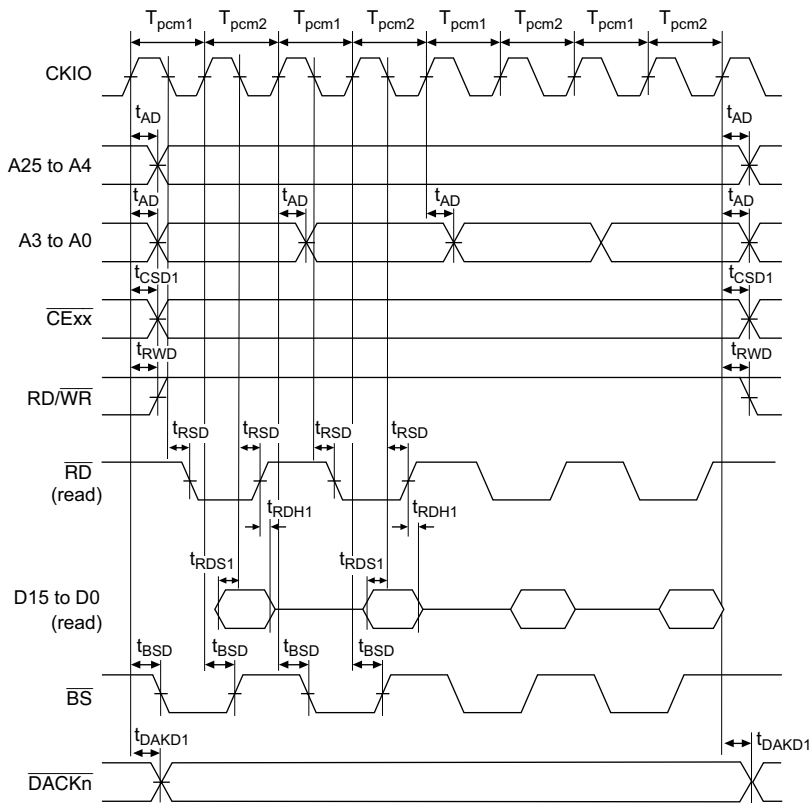 Tpcm1 Tpcm2 Tpcm1 Tpcm2 Tpcm1 Tpcm2 Tpcm1 Tpcm2
CKIO
tAD tAD
A25 to A4
tAD tAD tAD tAD
A3 to A0
tCSD1 tCSD1
CExx
tRWD tRWD
RD/WR
tRSD tRSD tRSD tRSD
RD
(read)
tRDH1 tRDH1
tRDS1 tRDS1
D15 to D0
(read)
tBSD tBSD tBSD tBSD
BS
tDAKD1 tDAKD1
DACKn